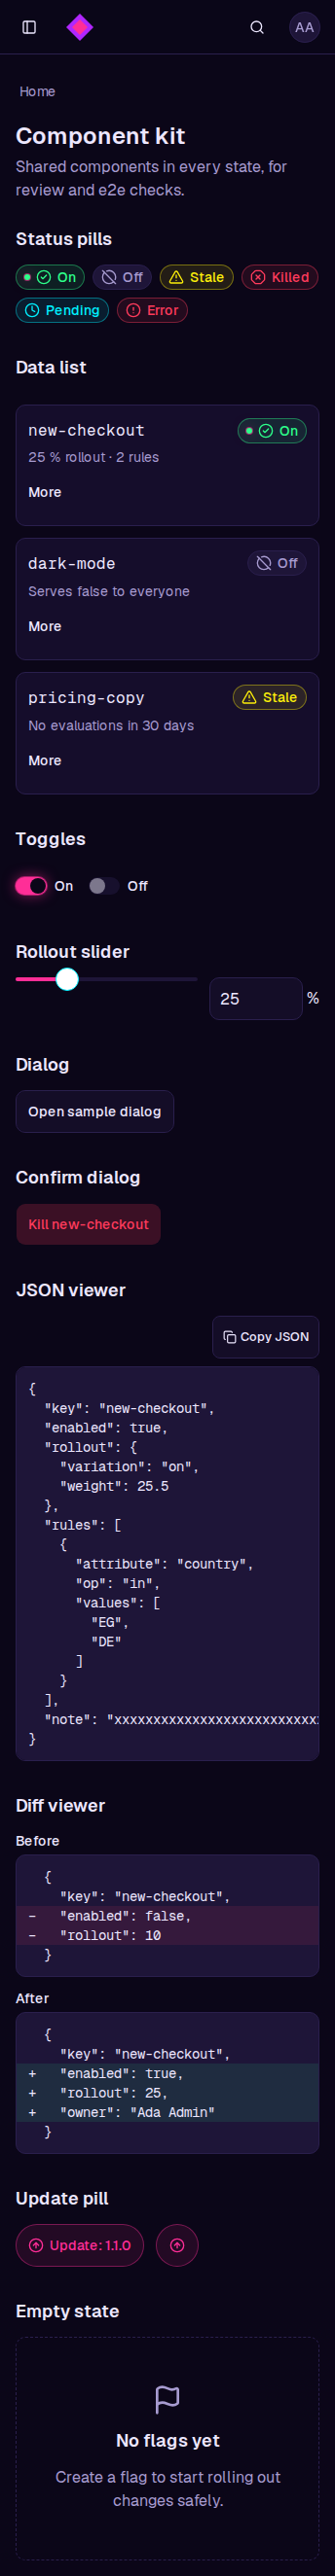 AA
Home
Component kit
Shared components in every state, for
review and e2e checks.
Status pills
On Off Stale Killed
Pending Error
Data list
new-checkout On
25 % rollout · 2 rules
More
dark-mode Off
Serves false to everyone
More
pricing-copy Stale
No evaluations in 30 days
More
Toggles
On Off
Rollout slider
25 %
Dialog
Open sample dialog
Confirm dialog
Kill new-checkout
JSON viewer
Copy JSON
{
  "key": "new-checkout",
  "enabled": true,
  "rollout": {
    "variation": "on",
    "weight": 25.5
  },
  "rules": [
    {
      "attribute": "country",
      "op": "in",
      "values": [
        "EG",
        "DE"
      ]
    }
  ],
  "note": "xxxxxxxxxxxxxxxxxxxxxxxxxx
}
Diff viewer
Before
  {
    "key": "new-checkout",
−   "enabled": false,
−   "rollout": 10
  }
After
  {
    "key": "new-checkout",
+   "enabled": true,
+   "rollout": 25,
+   "owner": "Ada Admin"
  }
Update pill
Update: 1.1.0
Empty state
No flags yet
Create a flag to start rolling out
changes safely.